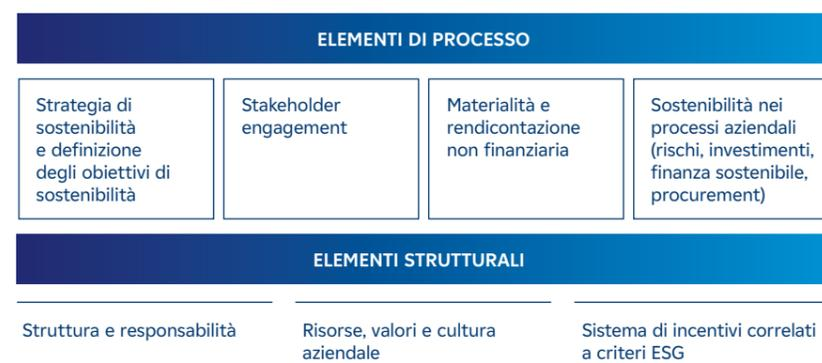 ELEMENTI DI PROCESSO
Strategia di
sostenibilità
e definizione
degli obiettivi di
sostenibilità
Stakeholder
engagement
Materialità e
rendicontazione
non finanziaria
Sostenibilità nei
processi aziendali
(rischi, investimenti,
finanza sostenibile,
procurement)
ELEMENTI STRUTTURALI
Struttura e responsabilità
Risorse, valori e cultura
aziendale
Sistema di incentivi correlati
a criteri ESG